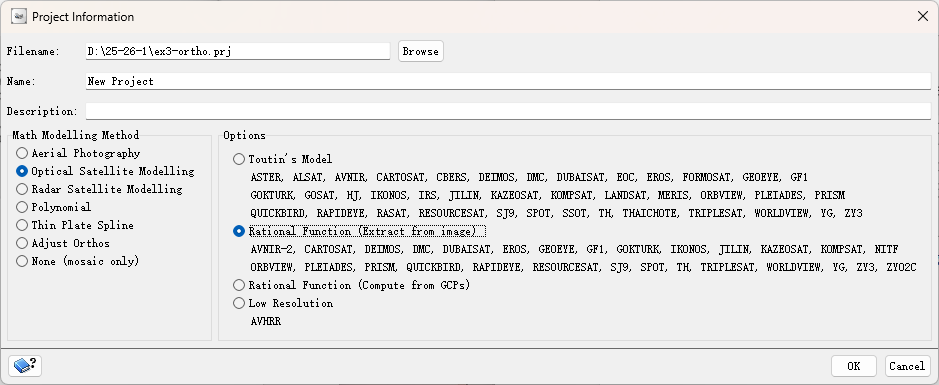 Project Information
Filename: D:\25-26-1\ex3-ortho.prj Browse
Name: New Project
Description:
Math Modelling Method
Aerial Photography
Optical Satellite Modelling
Radar Satellite Modelling
Polynomial
Thin Plate Spline
Adjust Orthos
None (mosaic only)
Options
Toutin's Model
ASTER, ALSAT, AVNIR, CARTOSAT, CBERS, DEIMOS, DMC, DUBAISAT, EOC, EROS, FORMOSAT, GEOEYE, GF1
GOKTURK, GOSAT, HJ, IKONOS, IRS, JILIN, KAZEOSAT, KOMPSAT, LANDSAT, MERIS, ORBVIEW, PLEIADES, PRISM
QUICKBIRD, RAPIDEYE, RASAT, RESOURCESAT, SJ9, SPOT, SSOT, TH, THAICHOTE, TRIPLESAT, WORLDVIEW, YG, ZY3
Rational Function (Extract from image)
AVNIR-2, CARTOSAT, DEIMOS, DMC, DUBAISAT, EROS, GEOEYE, GF1, GOKTURK, IKONOS, JILIN, KAZEOSAT, KOMPSAT, NITF
ORBVIEW, PLEIADES, PRISM, QUICKBIRD, RAPIDEYE, RESOURCESAT, SJ9, SPOT, TH, TRIPLESAT, WORLDVIEW, YG, ZY3, ZYO2C
Rational Function (Compute from GCPs)
Low Resolution
AVHRR
?
OK Cancel